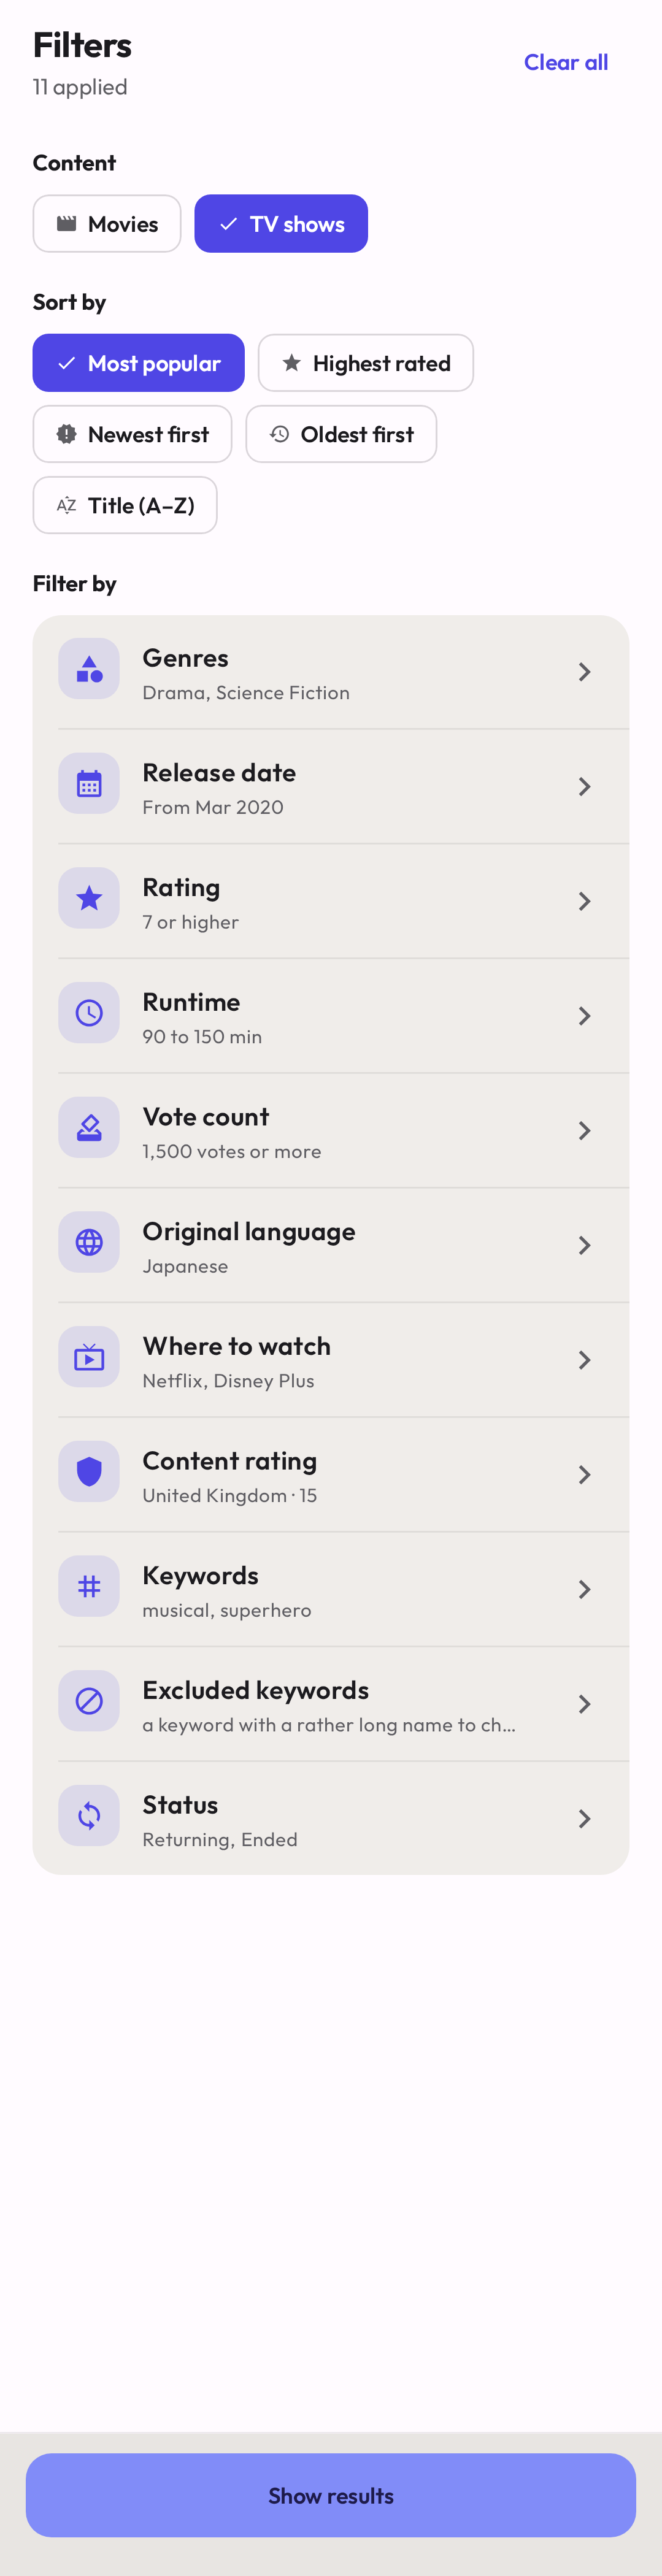 Filters
11 applied
Clear all
Content
Movies
TV shows
Sort by
Most popular
Highest rated
Newest first
Oldest first
Title (A–Z)
Filter by
Genres
Drama, Science Fiction
Release date
From Mar 2020
Rating
7 or higher
Runtime
90 to 150 min
Vote count
1,500 votes or more
Original language
Japanese
Where to watch
Netflix, Disney Plus
Content rating
United Kingdom · 15
Keywords
musical, superhero
Excluded keywords
a keyword with a rather long name to ch…
Status
Returning, Ended
Show results